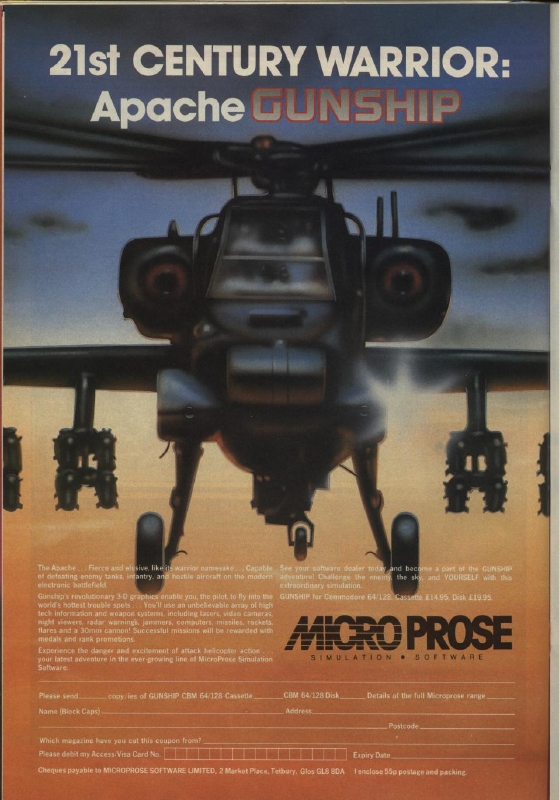 21st CENTURY WARRIOR:
Apache GUNSHIP
The Apache . . . Fierce and elusive, like its warrior namesake . . . Capable
of defeating enemy tanks, infantry, and hostile aircraft on the modern
electronic battlefield.
Gunship's revolutionary 3-D graphics enable you, the pilot, to fly into the
world's hottest trouble spots . . . You'll use an unbelievable array of high
tech information and weapon systems, including lasers, video cameras,
night viewers, radar warnings, jammers, computers, missiles, rockets,
flares and a 30mm cannon! Successful missions will be rewarded with
medals and rank promotions.
Experience the danger and excitement of attack helicopter action . . .
your latest adventure in the ever-growing line of MicroProse Simulation
Software.
See your software dealer today and become a part of the GUNSHIP
adventure! Challenge the enemy, the sky, and YOURSELF with this
extraordinary simulation.
GUNSHIP for Commodore 64/128. Cassette £14.95. Disk £19.95.
MICRO PROSE
SIMULATION • SOFTWARE
Please send copy: ies of GUNSHIP CBM 64/128 Cassette CBM 64/128 Disk Details of the full Microprose range
Name (Block Caps) Address
Postcode
Which magazine have you cut this coupon from?
Please debit my Access/Visa Card No. Expiry Date
Cheques payable to MICROPROSE SOFTWARE LIMITED, 2 Market Place, Tetbury, Glos GL8 8DA I enclose 55p postage and packing.